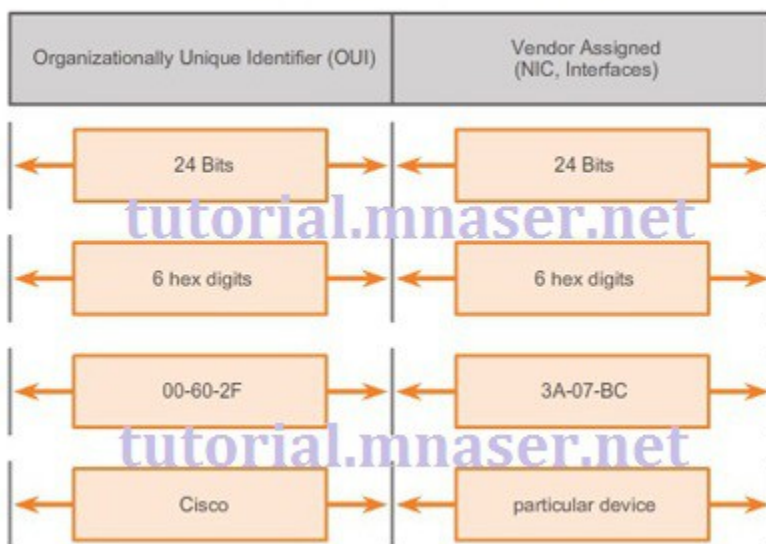 Organizationally Unique Identifier (OUI)
Vendor Assigned
(NIC, Interfaces)
24 Bits
24 Bits
tutorial.mnaser.net
6 hex digits
6 hex digits
00-60-2F
3A-07-BC
tutorial.mnaser.net
Cisco
particular device